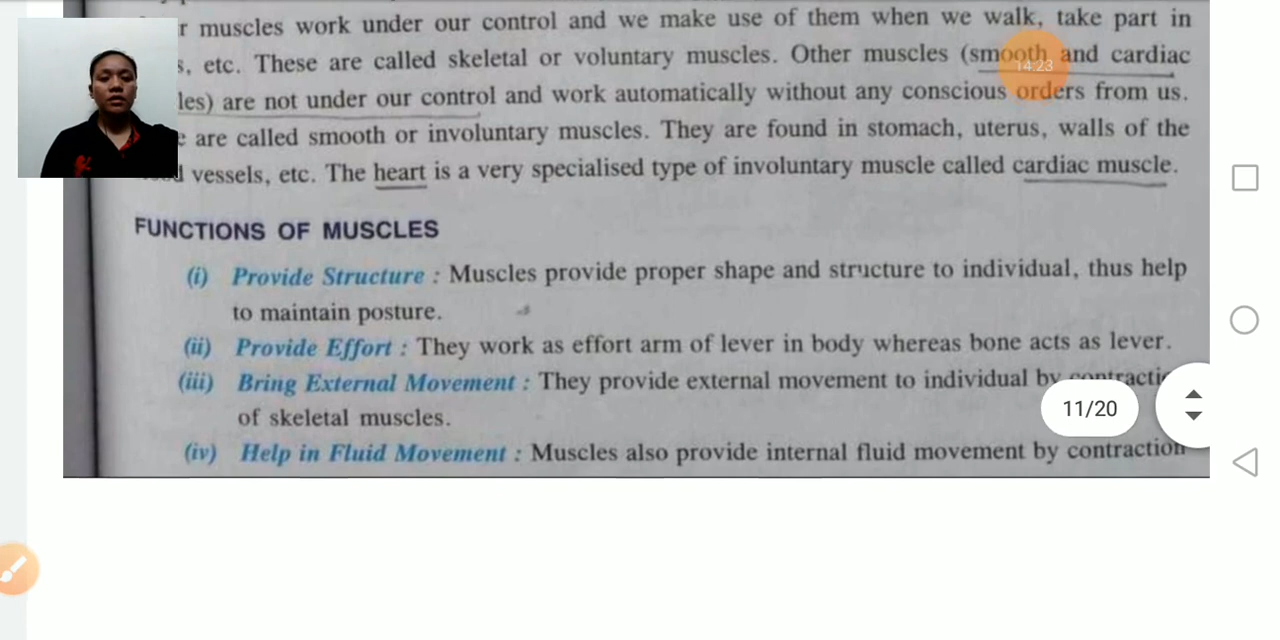 muscles work under our control and we make use of them when we walk, take part in
etc. These are called skeletal or voluntary muscles. Other muscles (smooth and cardiac
are not under our control and work automatically without any conscious orders from us.
are called smooth or involuntary muscles. They are found in stomach, uterus, walls of the
vessels, etc. The heart is a very specialised type of involuntary muscle called cardiac muscle.
14:23
FUNCTIONS OF MUSCLES
(i) Provide Structure : Muscles provide proper shape and structure to individual, thus help
to maintain posture.
(ii) Provide Effort : They work as effort arm of lever in body whereas bone acts as lever.
(iii) Bring External Movement : They provide external movement to individual by
of skeletal muscles.
11/20
(iv) Help in Fluid Movement : Muscles also provide internal fluid movement by contraction